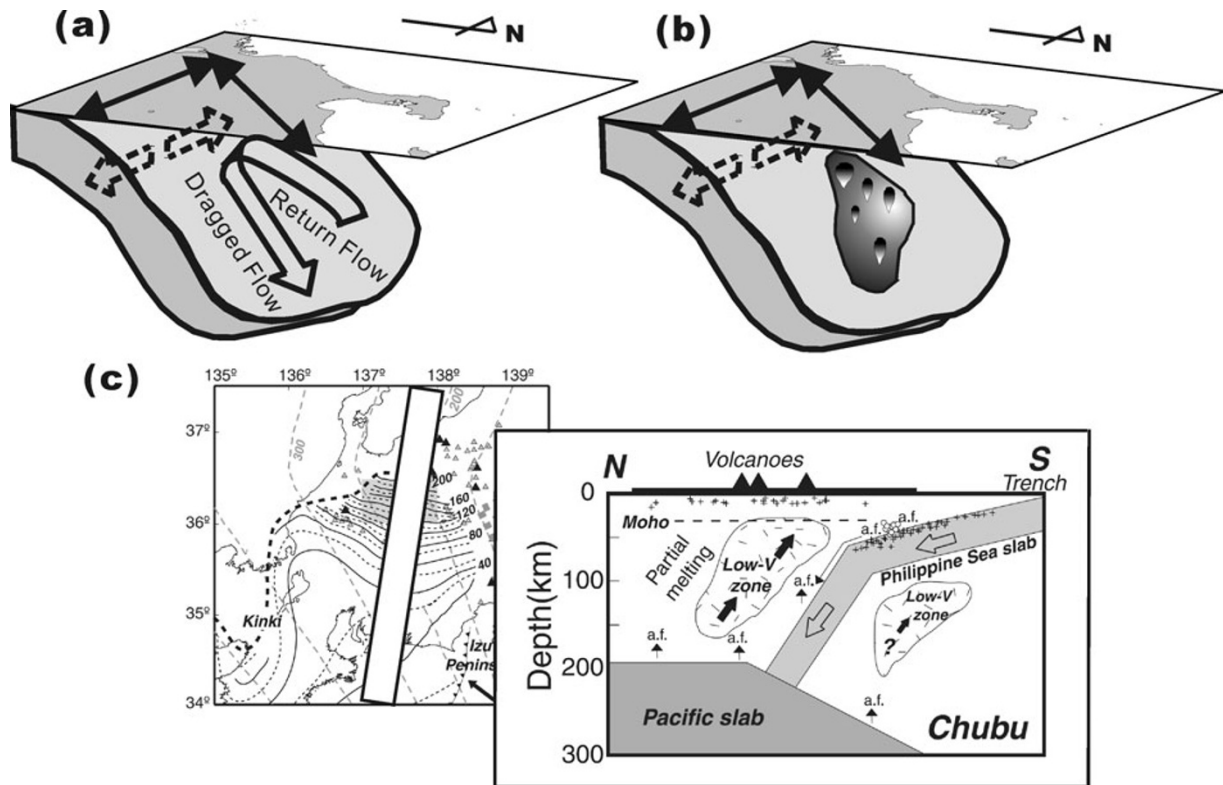 (a)
N
Dragged Flow
Return Flow
(b)
N
(c)
135º 136º 137º 138º 139º
37º
36º
35º
34º
300
200
200
160
120
80
40
Kinki
Izu
Penins
N
Volcanoes
S
Trench
0
100
200
300
Depth(km)
Moho
Partial
melting
Low-V
zone
a.f.
a.f.
a.f.
Philippine Sea slab
Low-V
zone
?
a.f.
a.f.
a.f.
Pacific slab
Chubu